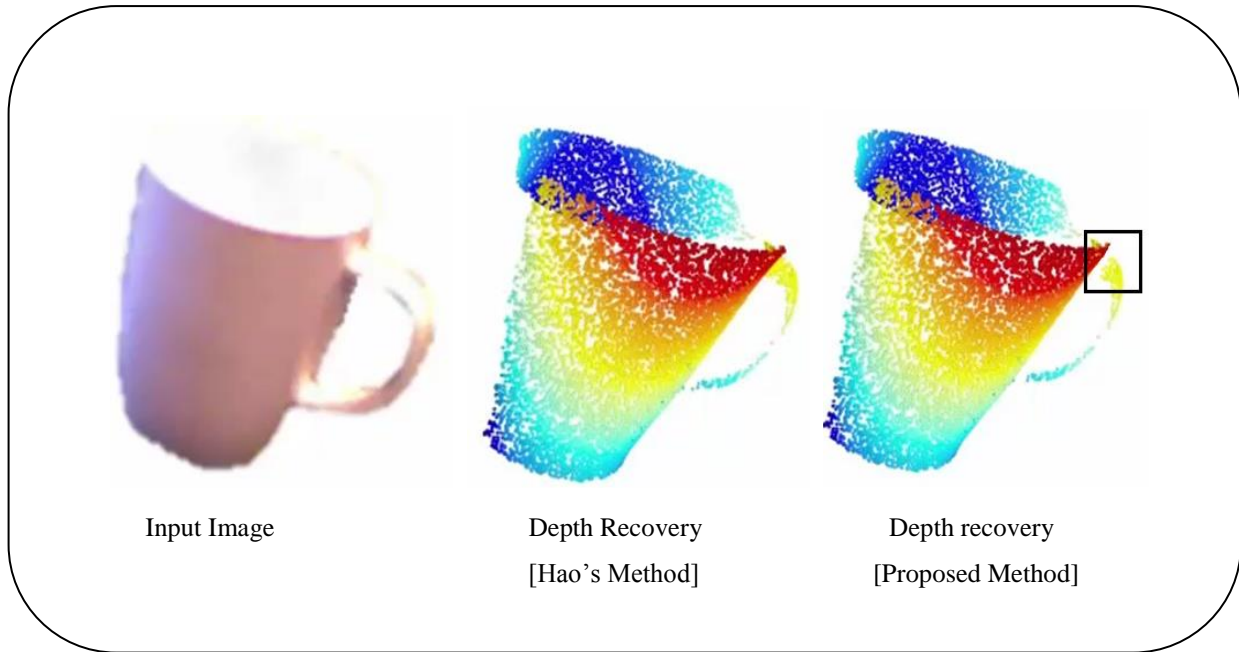 Input Image
Depth Recovery
[Hao's Method]
Depth recovery
[Proposed Method]